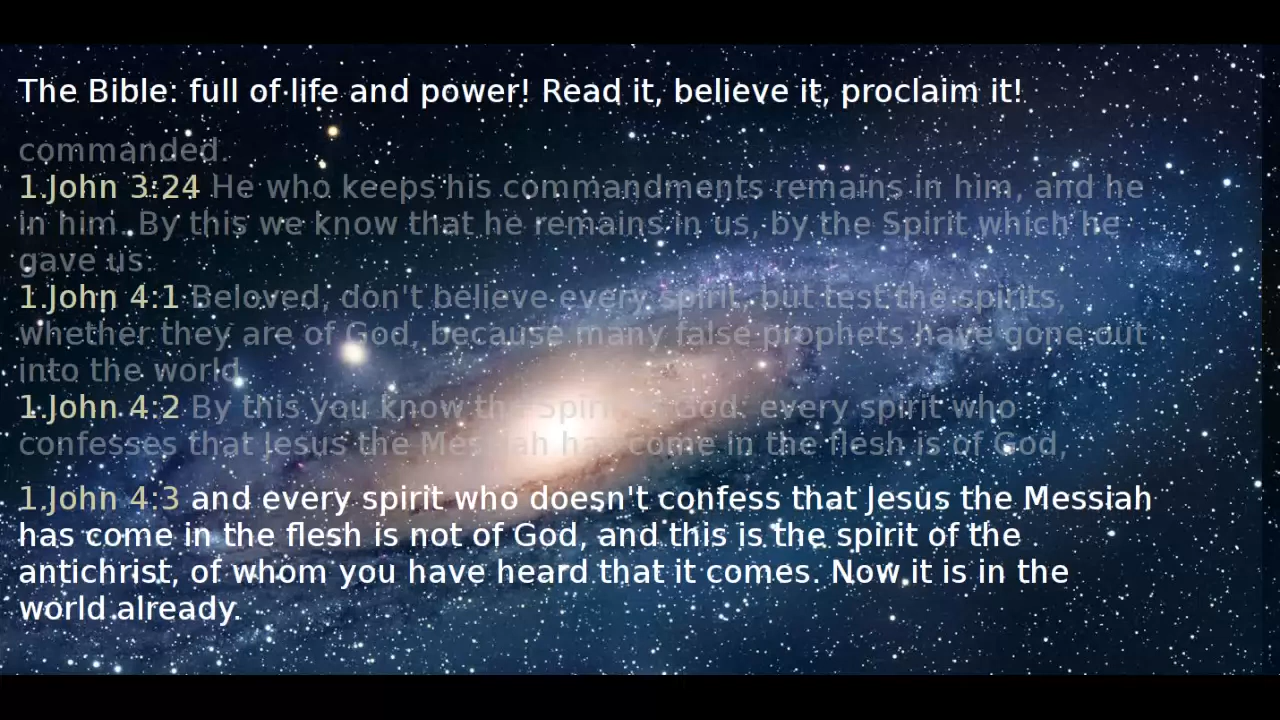 The Bible: full of life and power! Read it, believe it, proclaim it!
commanded.
1.John 3:24 He who keeps his commandments remains in him, and he
in him. By this we know that he remains in us, by the Spirit which he
gave us.
1.John 4:1 Beloved, don't believe every spirit, but test the spirits,
whether they are of God, because many false prophets have gone out
into the world.
1.John 4:2 By this you know the Spirit of God: every spirit who
confesses that Jesus the Messiah has come in the flesh is of God,
1.John 4:3 and every spirit who doesn't confess that Jesus the Messiah
has come in the flesh is not of God, and this is the spirit of the
antichrist, of whom you have heard that it comes. Now it is in the
world already.